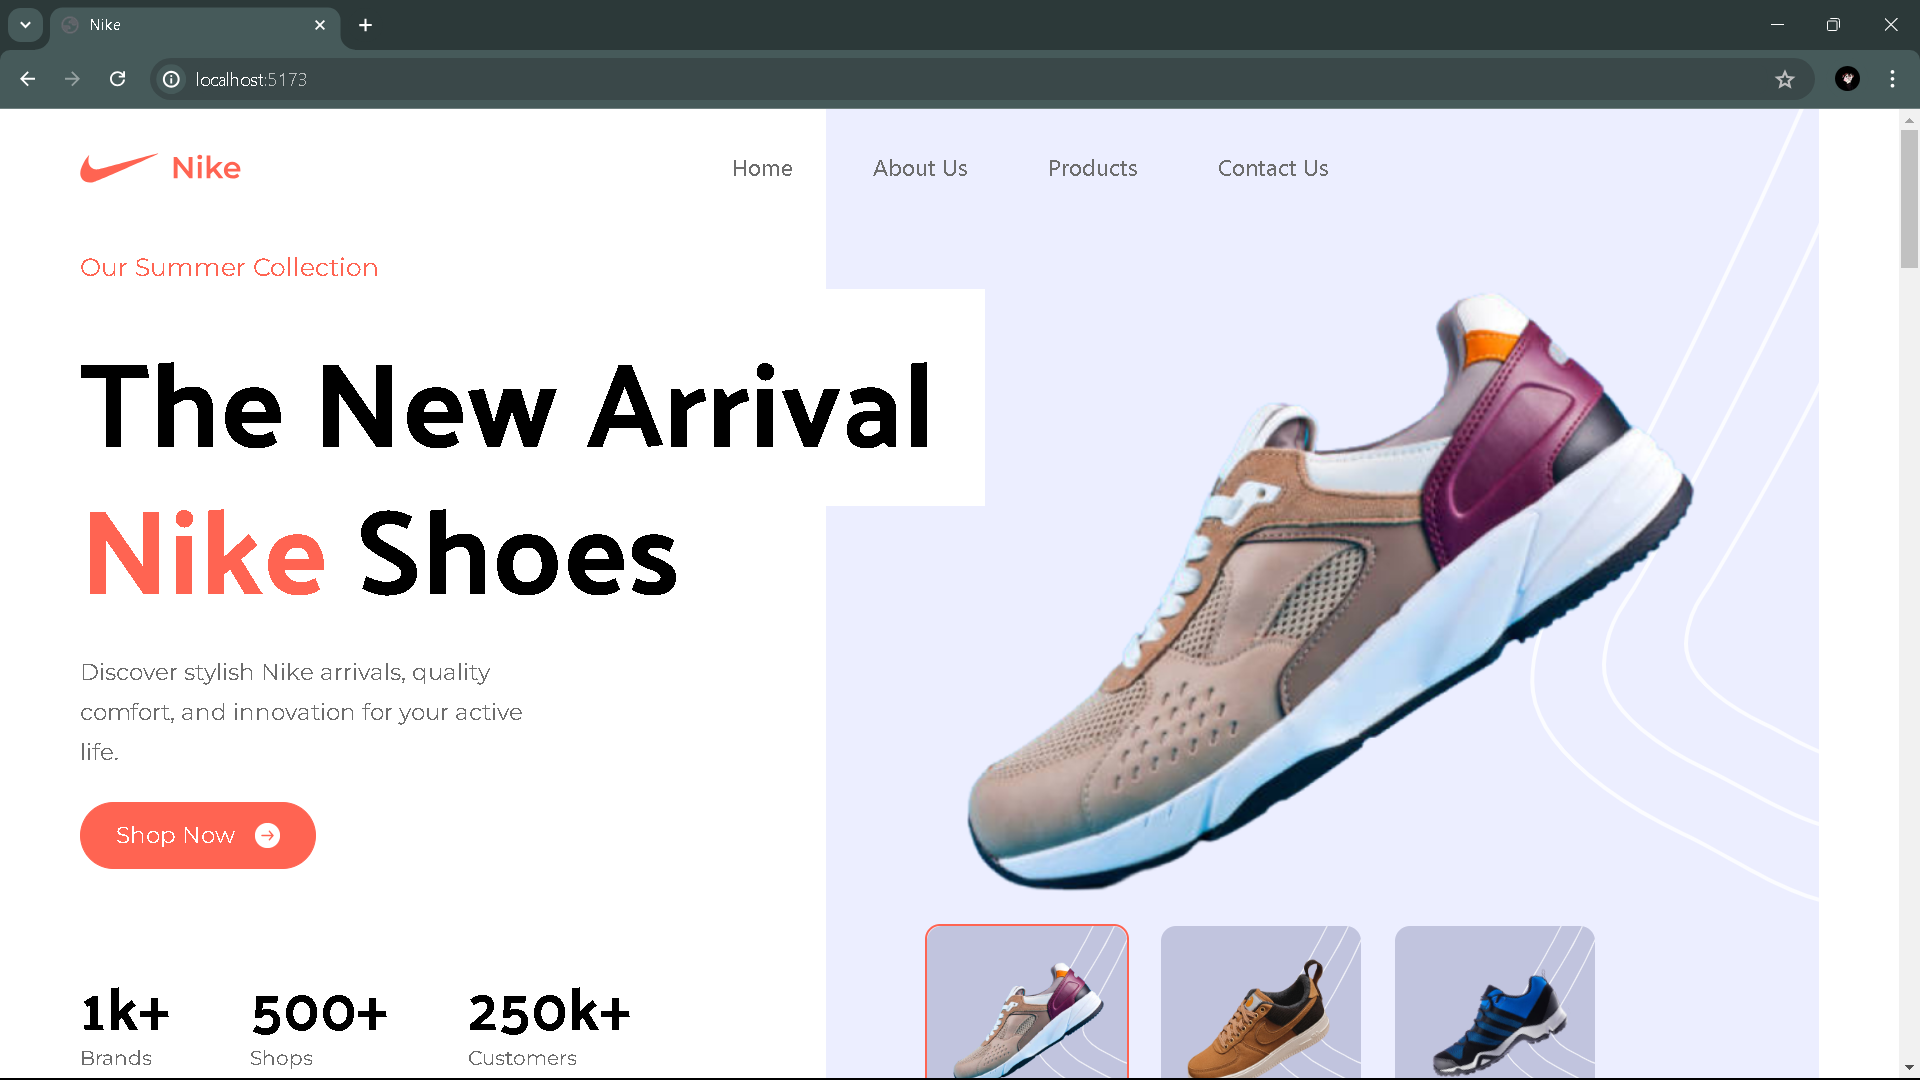 Nike
localhost:5173
Nike
Home About Us Products Contact Us
Our Summer Collection
The New Arrival
Nike Shoes
Discover stylish Nike arrivals, quality
comfort, and innovation for your active
life.
Shop Now
1k+ 500+ 250k+
Brands Shops Customers